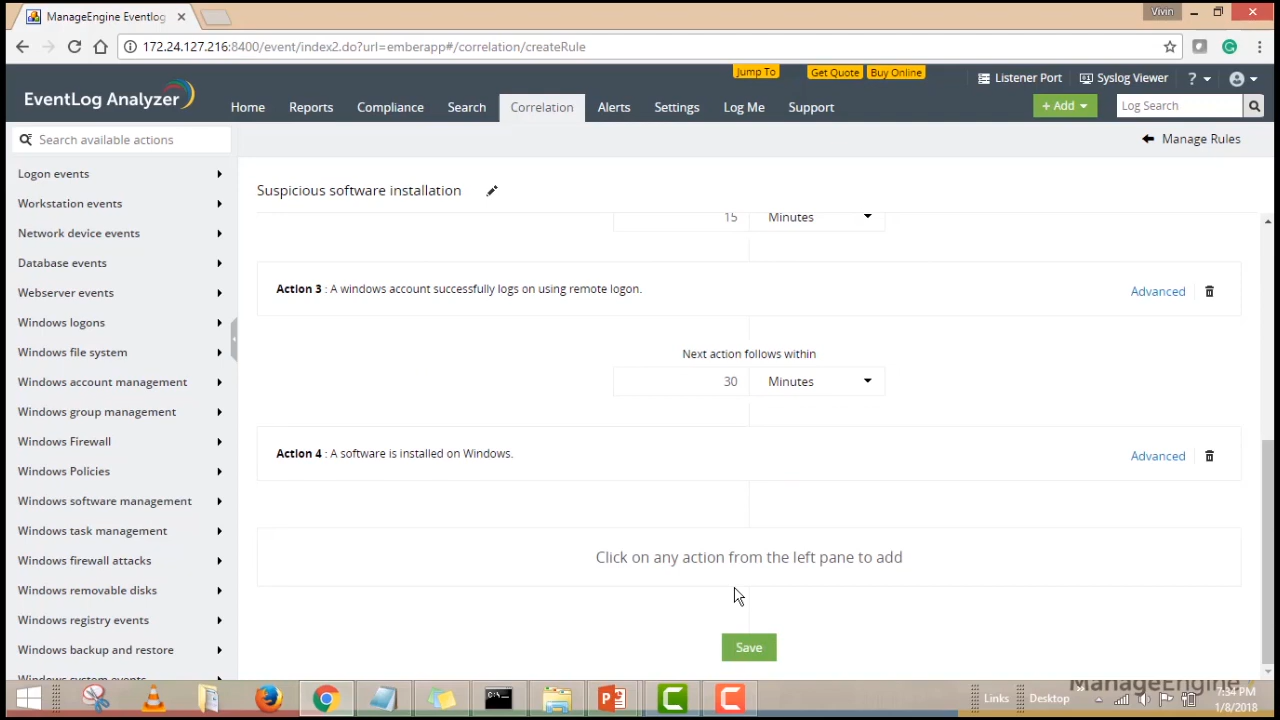 ManageEngine Eventlog
Vivin
172.24.127.216:8400/event/index2.do?url=emberapp#/correlation/createRule
Jump To
Get Quote
Buy Online
Listener Port
Syslog Viewer
?
EventLog Analyzer
Home
Reports
Compliance
Search
Correlation
Alerts
Settings
Log Me
Support
+ Add
Log Search
Search available actions
Manage Rules
Logon events
Workstation events
Network device events
Database events
Webserver events
Windows logons
Windows file system
Windows account management
Windows group management
Windows Firewall
Windows Policies
Windows software management
Windows task management
Windows firewall attacks
Windows removable disks
Windows registry events
Windows backup and restore
Windows system events
Suspicious software installation
15 Minutes
Action 3 : A windows account successfully logs on using remote logon.
Advanced
Next action follows within
30 Minutes
Action 4 : A software is installed on Windows.
Advanced
Click on any action from the left pane to add
Save
ManageEngine
Links
Desktop
7:34 PM
1/8/2018